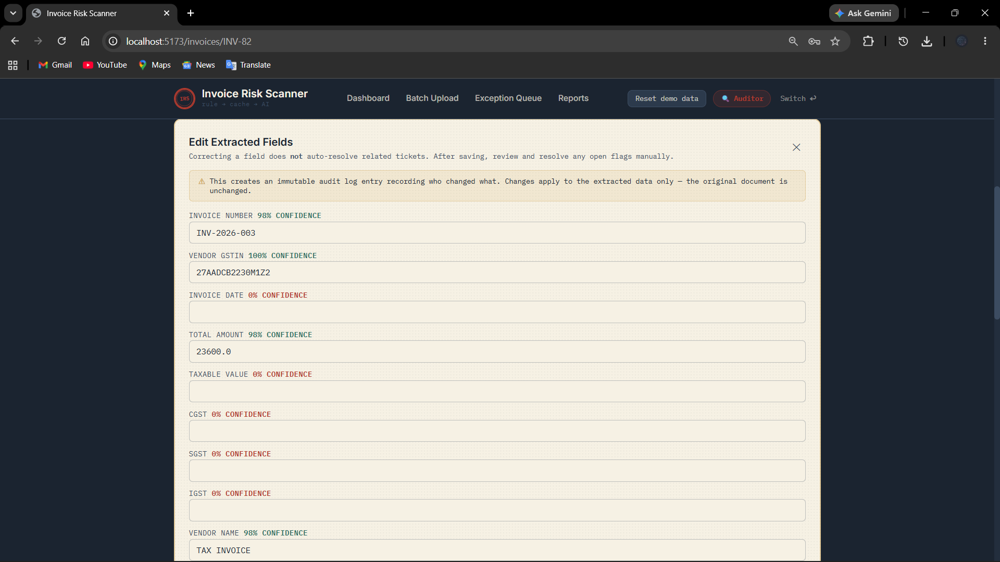 Invoice Risk Scanner
Ask Gemini
localhost:5173/invoices/INV-82
Gmail
YouTube
Maps
News
Translate
IRS
Invoice Risk Scanner
rule → cache → AI
Dashboard
Batch Upload
Exception Queue
Reports
Reset demo data
Auditor
Switch ↩
Edit Extracted Fields
Correcting a field does not auto-resolve related tickets. After saving, review and resolve any open flags manually.
⚠ This creates an immutable audit log entry recording who changed what. Changes apply to the extracted data only — the original document is
unchanged.
INVOICE NUMBER 98% CONFIDENCE
INV-2026-003
VENDOR GSTIN 100% CONFIDENCE
27AADCB2230M1Z2
INVOICE DATE 0% CONFIDENCE
TOTAL AMOUNT 98% CONFIDENCE
23600.0
TAXABLE VALUE 0% CONFIDENCE
CGST 0% CONFIDENCE
SGST 0% CONFIDENCE
IGST 0% CONFIDENCE
VENDOR NAME 98% CONFIDENCE
TAX INVOICE